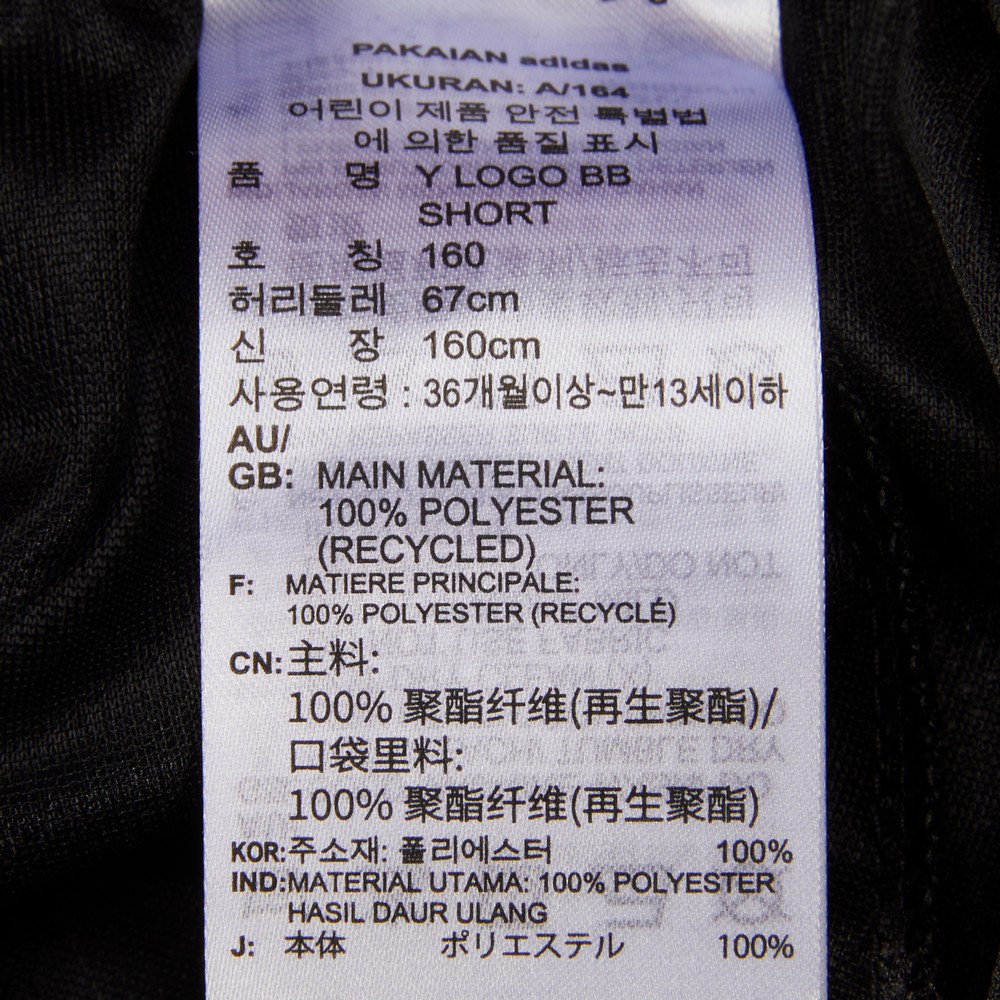 PAKAIAN adidas
UKURAN: A/164
어린이 제품 안전 특별법
에 의한 품질 표시
품 명 Y LOGO BB
SHORT
호 칭 160
허리둘레 67cm
신 장 160cm
사용연령 : 36개월이상~만13세이하
AU/
GB: MAIN MATERIAL:
100% POLYESTER
(RECYCLED)
F: MATIERE PRINCIPALE:
100% POLYESTER (RECYCLÉ)
CN: 主料:
100% 聚酯纤维(再生聚酯)/
口袋里料:
100% 聚酯纤维(再生聚酯)
KOR: 주소재: 폴리에스터 100%
IND: MATERIAL UTAMA: 100% POLYESTER
HASIL DAUR ULANG
J: 本体 ポリエステル 100%